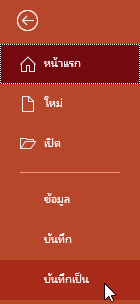 หน้าแรก
ใหม่
เปิด
ข้อมูล
บันทึก
บันทึกเป็น